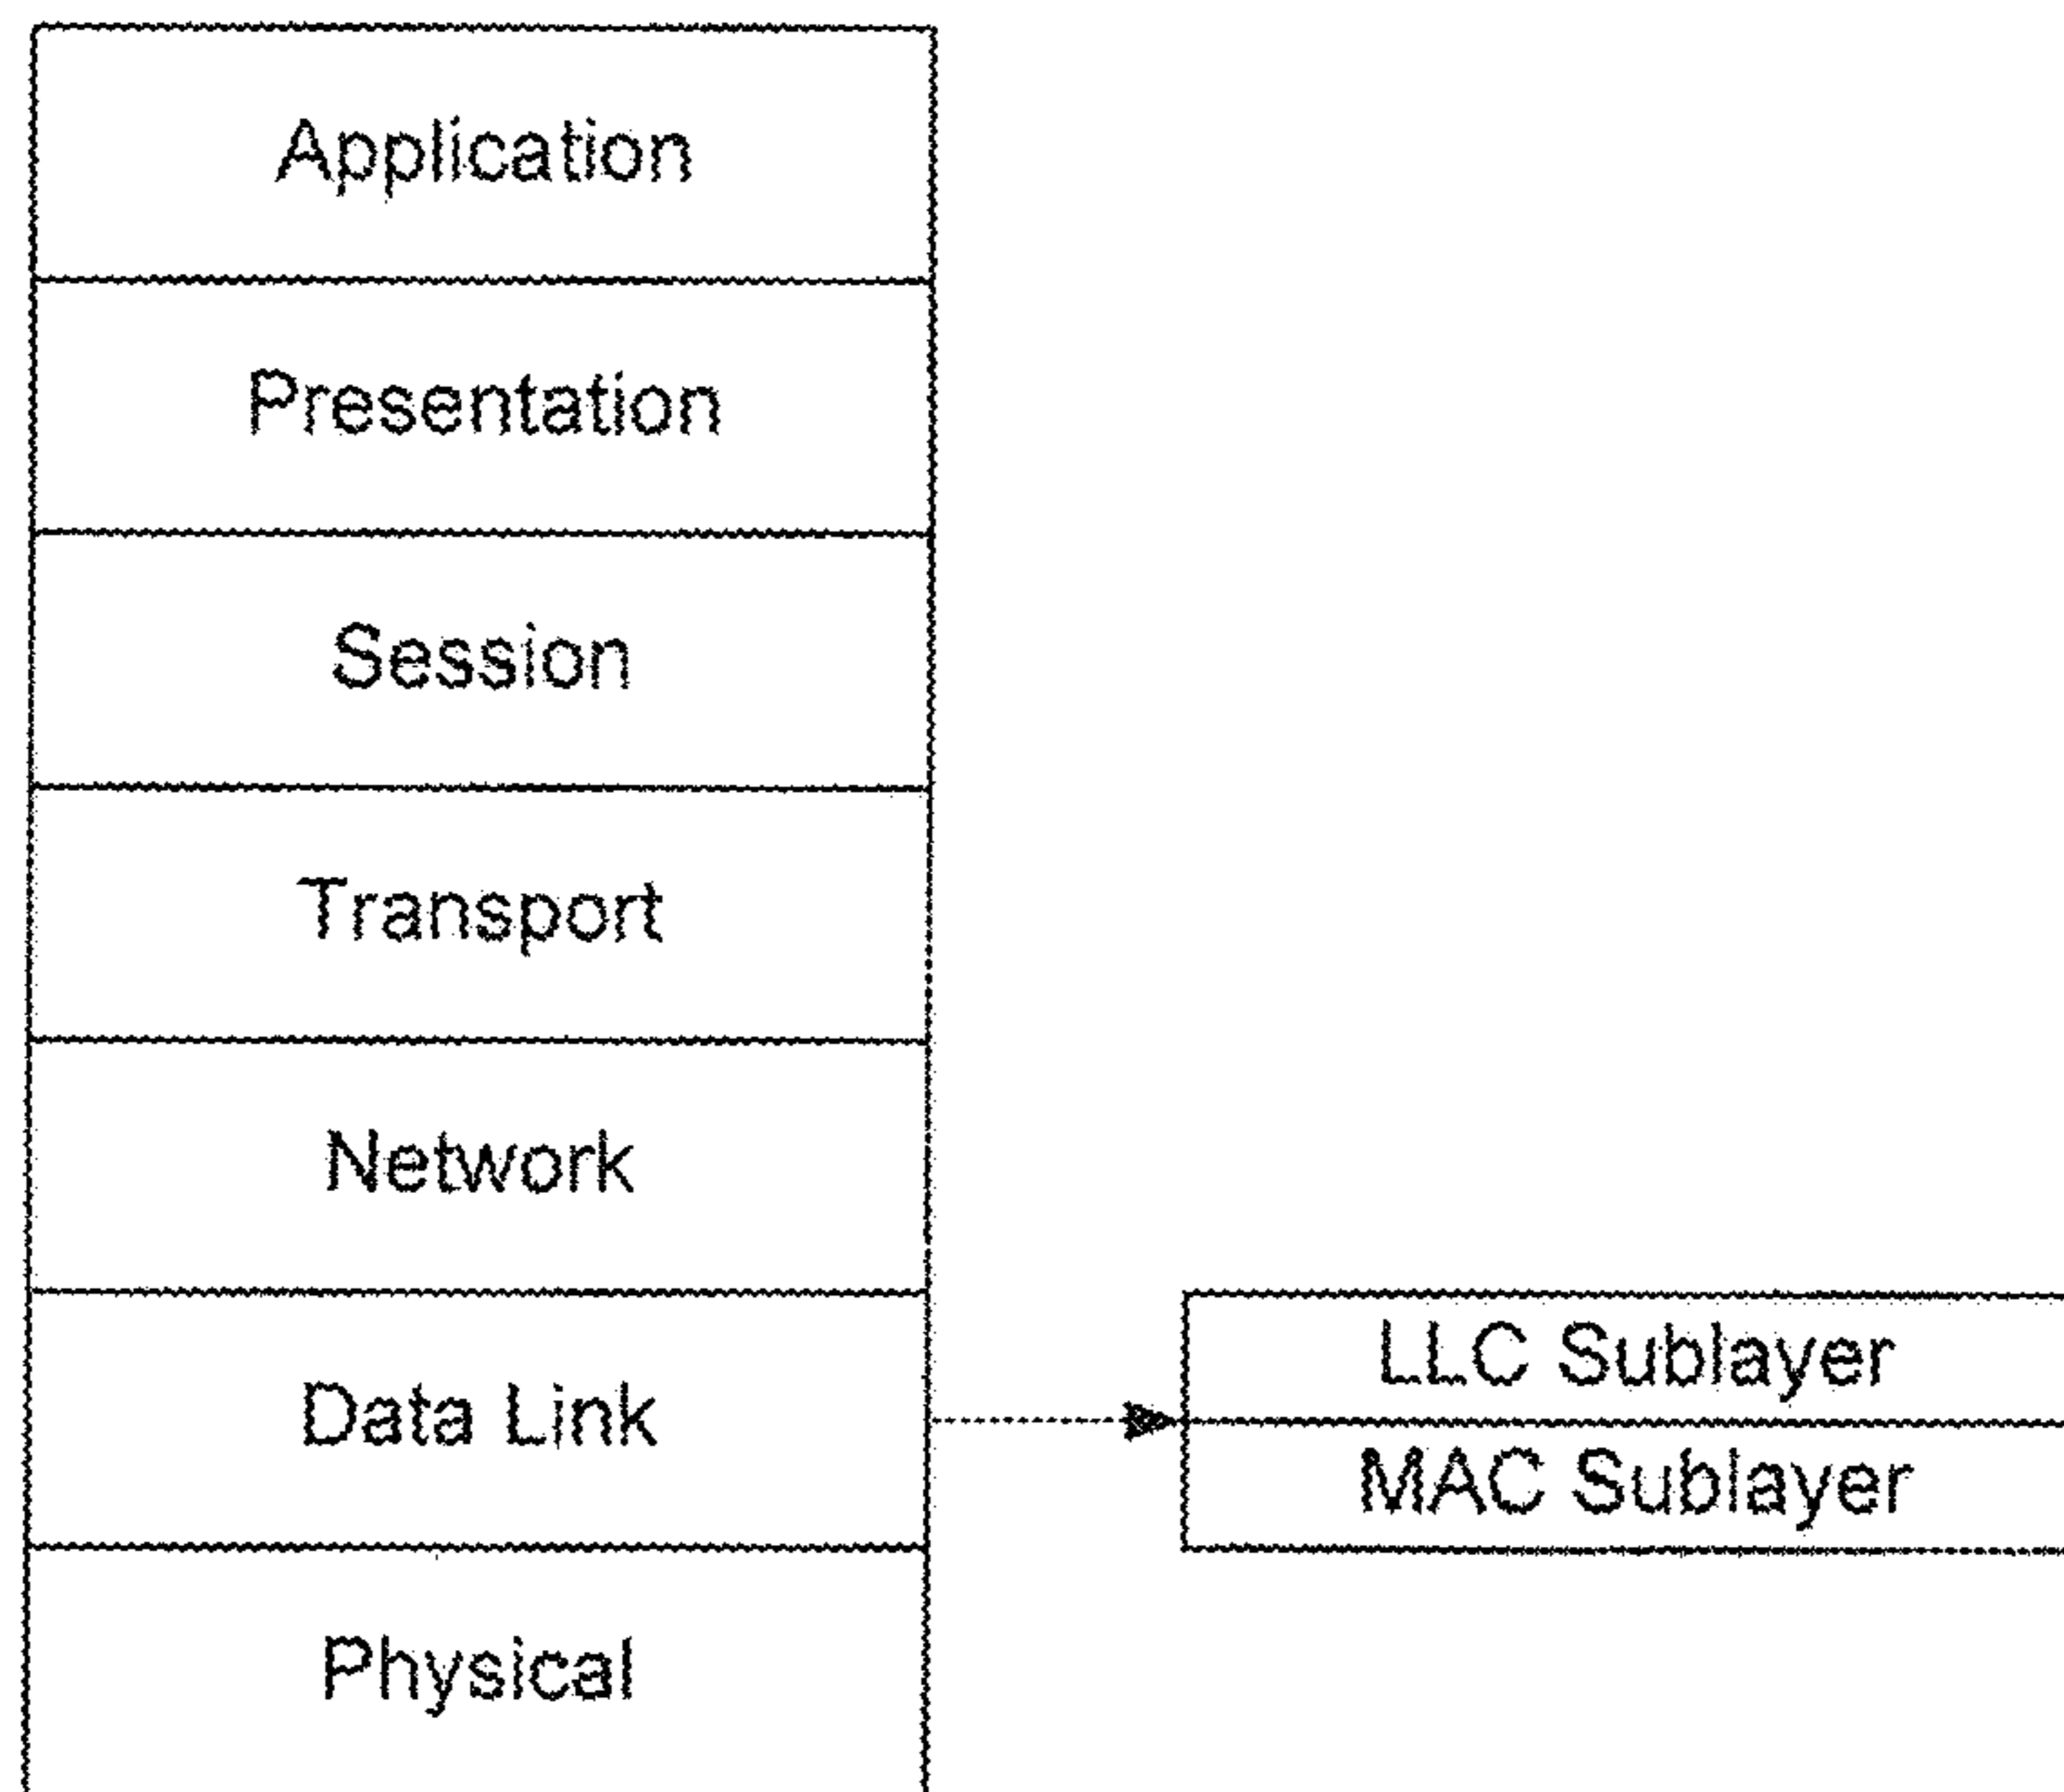 Application
Presentation
Session
Transport
Network
Data Link
LLC Sublayer
MAC Sublayer
Physical